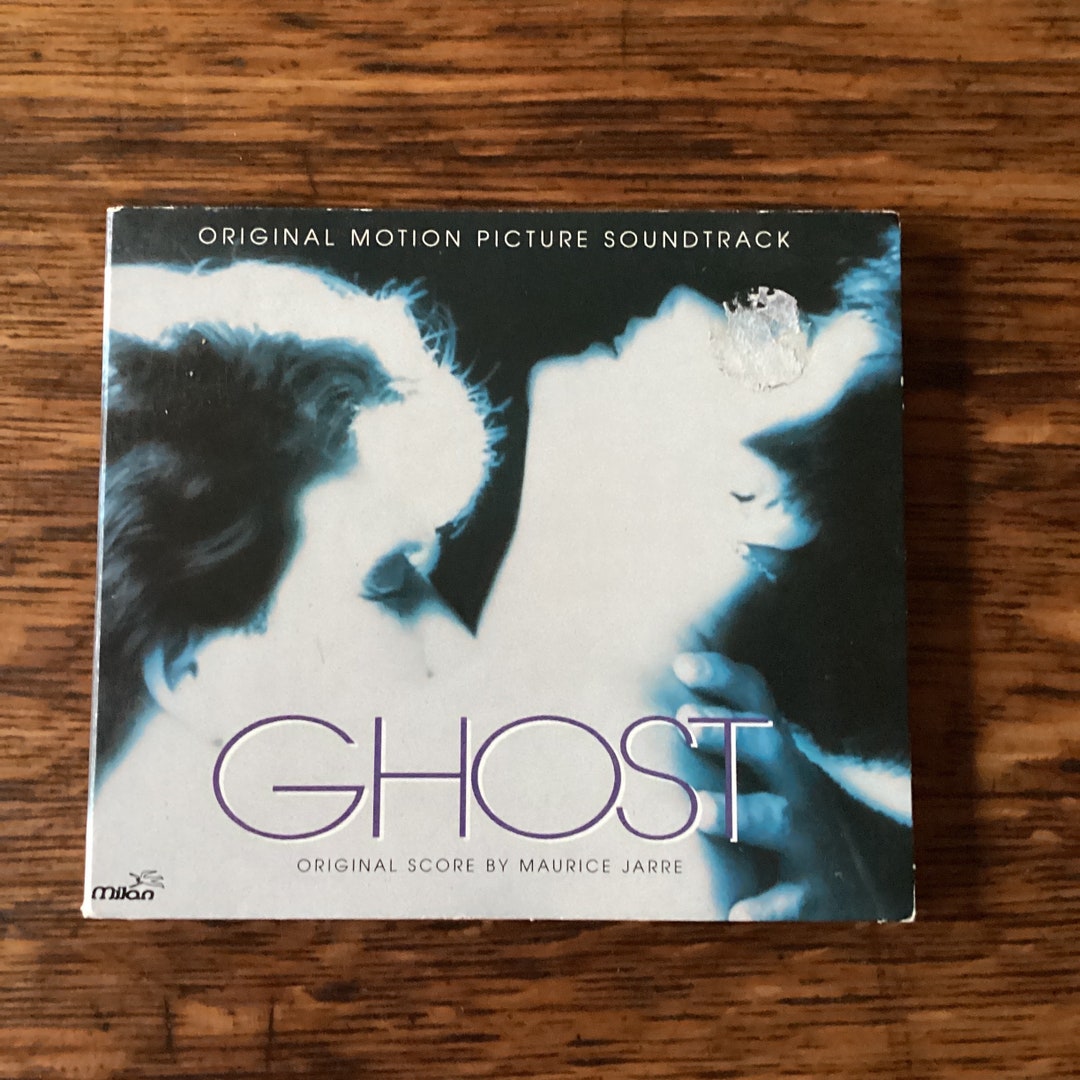 ORIGINAL MOTION PICTURE SOUNDTRACK
GHOST
ORIGINAL SCORE BY MAURICE JARRE
milan